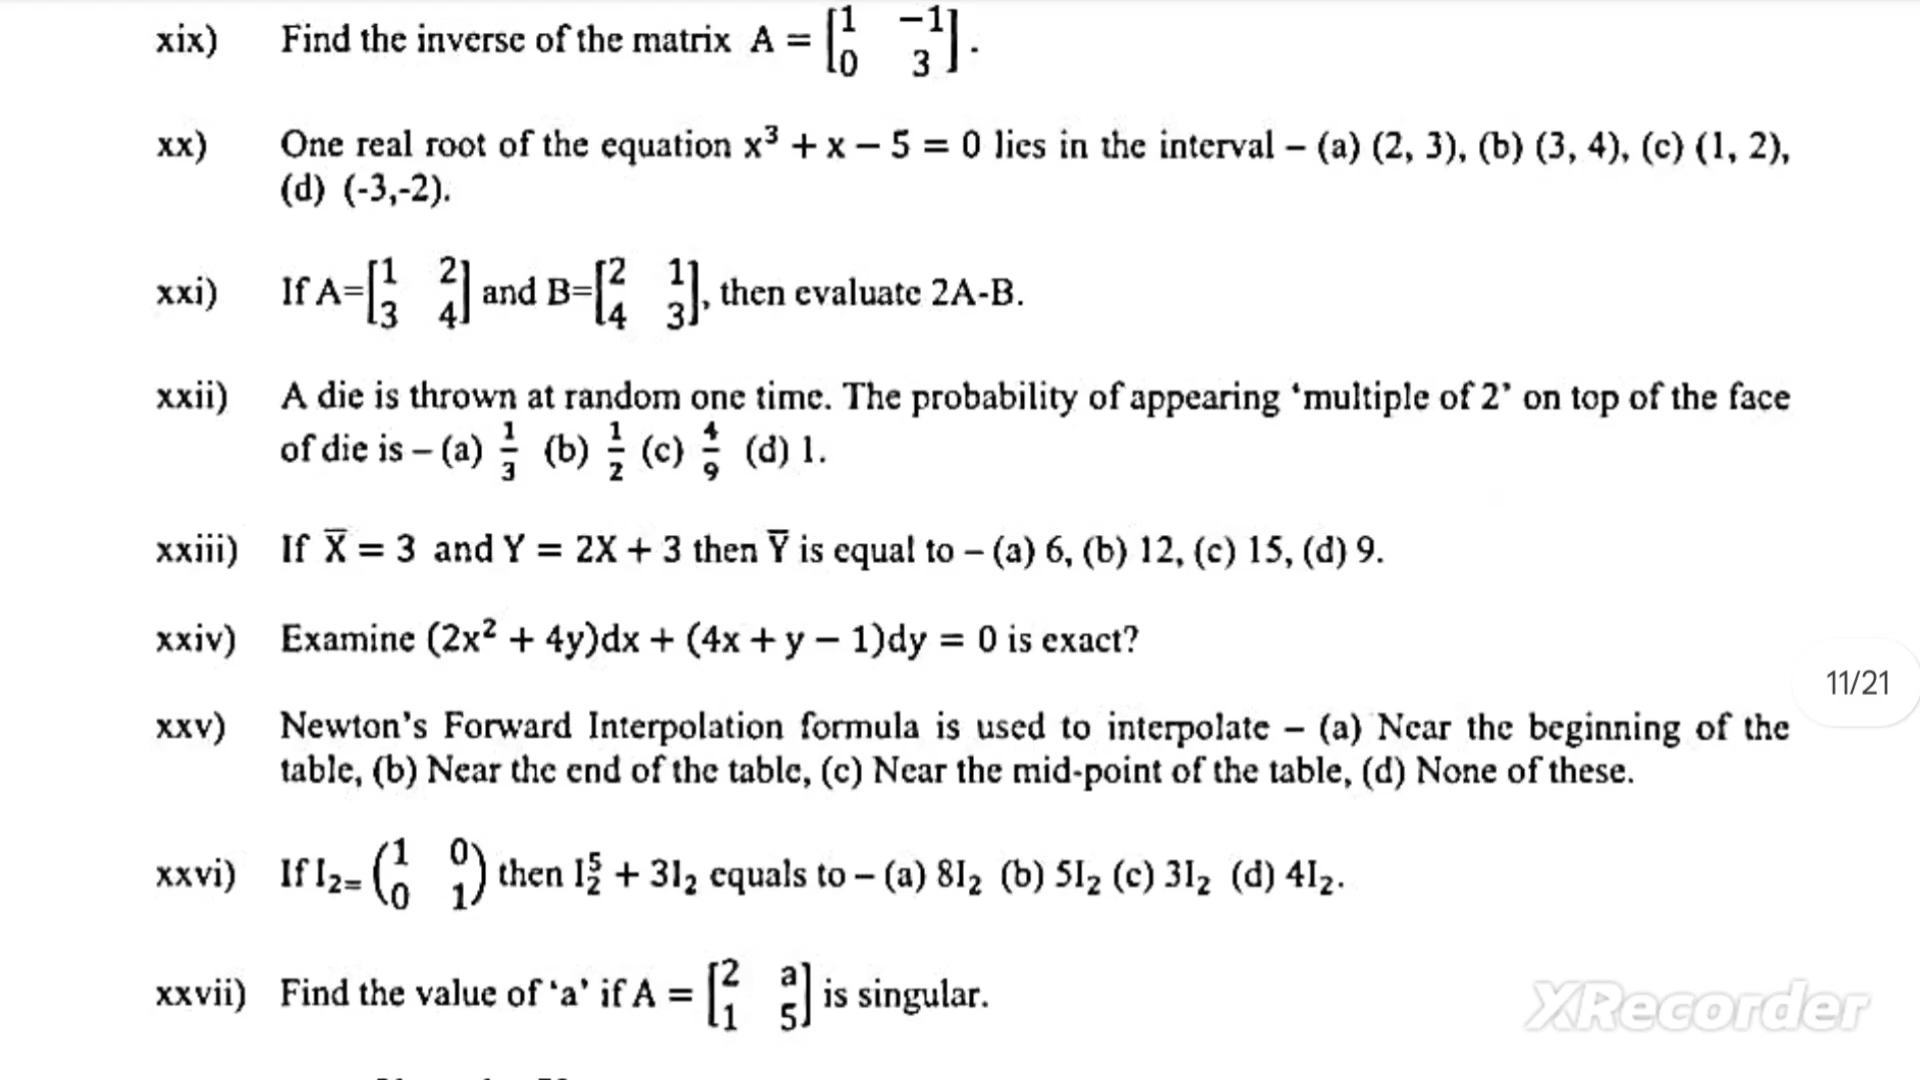 xix) Find the inverse of the matrix A = [1 -1
0 3].
xx) One real root of the equation x³ + x − 5 = 0 lies in the interval – (a) (2, 3), (b) (3, 4), (c) (1, 2),
(d) (-3,-2).
xxi) If A=[1 2
3 4] and B=[2 1
4 3], then evaluate 2A-B.
xxii) A die is thrown at random one time. The probability of appearing ‘multiple of 2’ on top of the face
of die is – (a) 1/3 (b) 1/2 (c) 4/9 (d) 1.
xxiii) If X̅ = 3 and Y = 2X + 3 then Y̅ is equal to – (a) 6, (b) 12, (c) 15, (d) 9.
xxiv) Examine (2x² + 4y)dx + (4x + y − 1)dy = 0 is exact?
11/21
xxv) Newton's Forward Interpolation formula is used to interpolate – (a) Near the beginning of the
table, (b) Near the end of the table, (c) Near the mid-point of the table, (d) None of these.
xxvi) If I₂= (1 0
0 1) then I₂⁵ + 3I₂ equals to – (a) 8I₂ (b) 5I₂ (c) 3I₂ (d) 4I₂.
xxvii) Find the value of ‘a’ if A = [2 a
1 5] is singular.
XRecorder